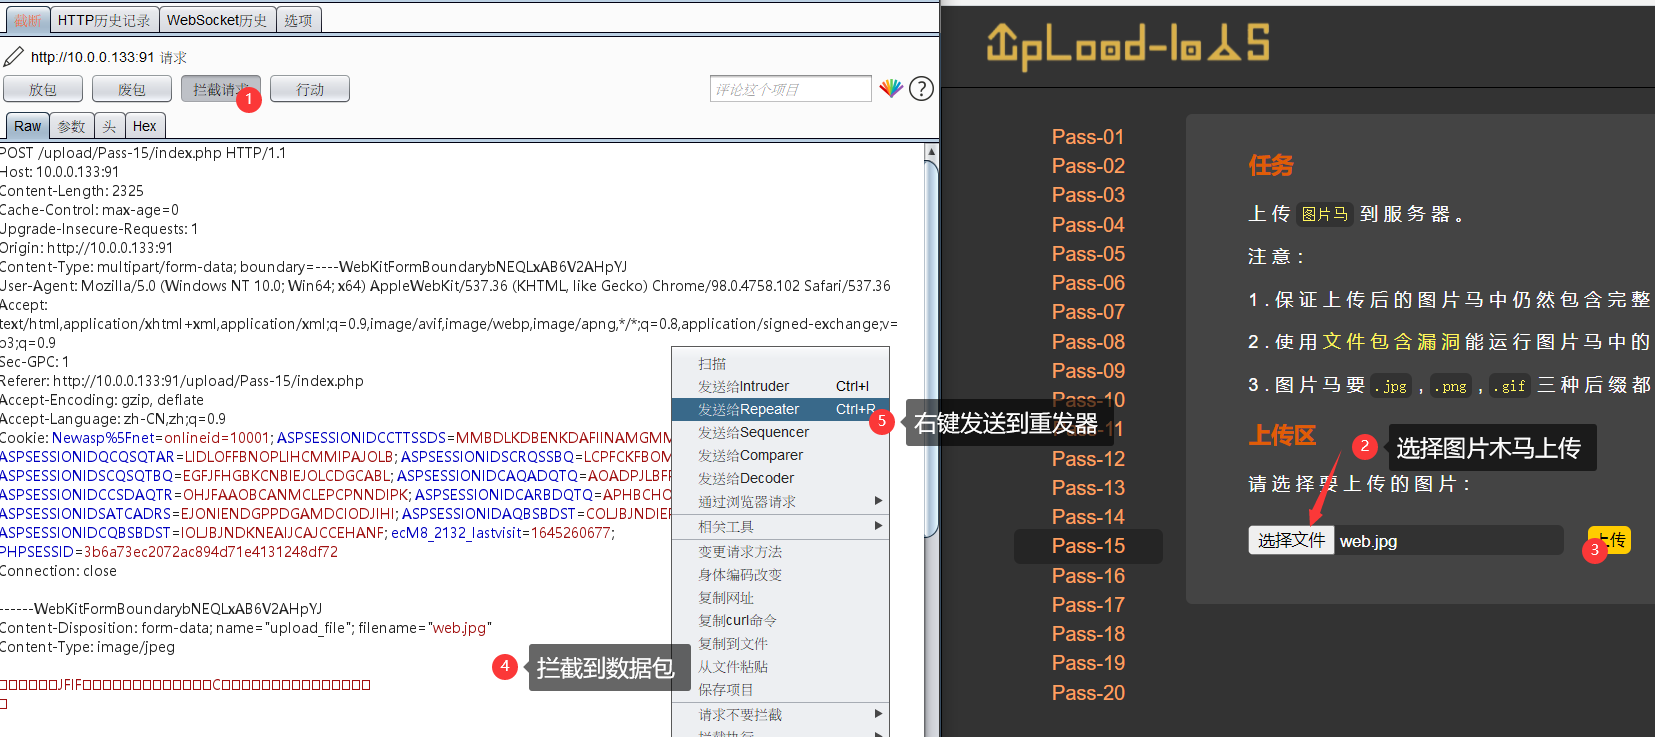 截断 HTTP历史记录 WebSocket历史 选项
http://10.0.0.133:91 请求
放包 废包 拦截请求 行动 评论这个项目 ?
1
Raw 参数 头 Hex
POST /upload/Pass-15/index.php HTTP/1.1
Host: 10.0.0.133:91
Content-Length: 2325
Cache-Control: max-age=0
Upgrade-Insecure-Requests: 1
Origin: http://10.0.0.133:91
Content-Type: multipart/form-data; boundary=----WebKitFormBoundarybNEQLxAB6V2AHpYJ
User-Agent: Mozilla/5.0 (Windows NT 10.0; Win64; x64) AppleWebKit/537.36 (KHTML, like Gecko) Chrome/98.0.4758.102 Safari/537.36
Accept:
text/html,application/xhtml+xml,application/xml;q=0.9,image/avif,image/webp,image/apng,*/*;q=0.8,application/signed-exchange;v=
b3;q=0.9
Sec-GPC: 1
Referer: http://10.0.0.133:91/upload/Pass-15/index.php
Accept-Encoding: gzip, deflate
Accept-Language: zh-CN,zh;q=0.9
Cookie: Newasp%5Fnet=onlineid=10001; ASPSESSIONIDCCTTSSDS=MMBDLKDBENKDAFIINAMGMM
ASPSESSIONIDQCQSQTAR=LIDLOFFBNOPLIHCMMIPAJOLB; ASPSESSIONIDSCRQSSBQ=LCPFCKFBOM
ASPSESSIONIDSCQSQTBQ=EGFJFHGBKCNBIEJOLCDGCABL; ASPSESSIONIDCAQADQTQ=AOADPJLBF
ASPSESSIONIDCCSDAQTR=OHJFAAOBCANMCLEPCPNNDIPK; ASPSESSIONIDCARBDQTQ=APHBCHO
ASPSESSIONIDSATCADRS=EJONIENDGPPDGAMDCIODJIHI; ASPSESSIONIDAQBSBDST=COLJBJNDIE
ASPSESSIONIDCQBSBDST=IOLJBJNDKNEAIJCAJCCEHANF; ecM8_2132_lastvisit=1645260677;
PHPSESSID=3b6a73ec2072ac894d71e4131248df72
Connection: close
------WebKitFormBoundarybNEQLxAB6V2AHpYJ
Content-Disposition: form-data; name="upload_file"; filename="web.jpg"
Content-Type: image/jpeg
JFIF C
4 拦截到数据包
扫描
发送给Intruder Ctrl+I
发送给Repeater Ctrl+R
发送给Sequencer
发送给Comparer
发送给Decoder
通过浏览器请求
相关工具
变更请求方法
身体编码改变
复制网址
复制curl命令
复制到文件
从文件粘贴
保存项目
请求不要拦截
拦截执行
5 右键发送到重发器
UpLoad-labs
Pass-01
Pass-02
Pass-03
Pass-04
Pass-05
Pass-06
Pass-07
Pass-08
Pass-09
Pass-10
11
Pass-12
Pass-13
Pass-14
Pass-15
Pass-16
Pass-17
Pass-18
Pass-19
Pass-20
任务
上传 图片马 到服务器。
注意：
1.保证上传后的图片马中仍然包含完整
2.使用文件包含漏洞能运行图片马中的
3.图片马要 .jpg , .png , .gif 三种后缀都
上传区
2 选择图片木马上传
请选择要上传的图片：
选择文件 web.jpg 上传
3